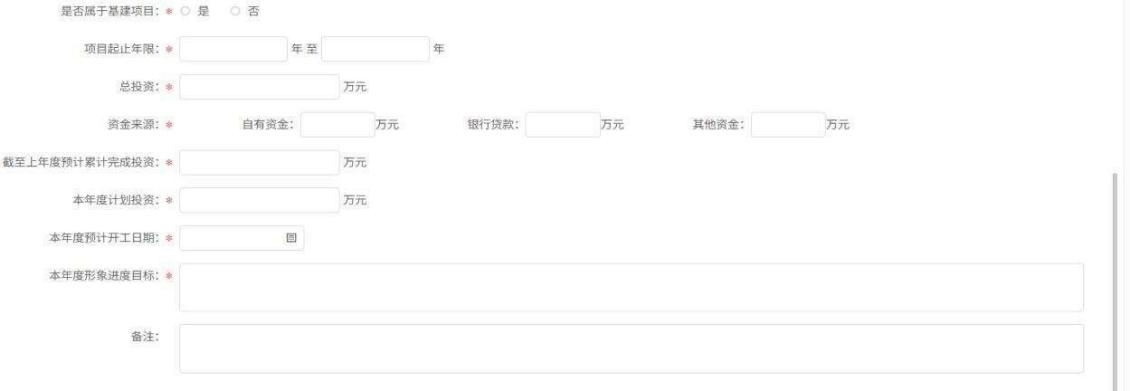 是否属于基建项目：* 是 否
项目起止年限：* 年 至 年
总投资：* 万元
资金来源：* 自有资金： 万元 银行贷款： 万元 其他资金： 万元
截至上年度预计累计完成投资：* 万元
本年度计划投资：* 万元
本年度预计开工日期：*
本年度形象进度目标：*
备注：